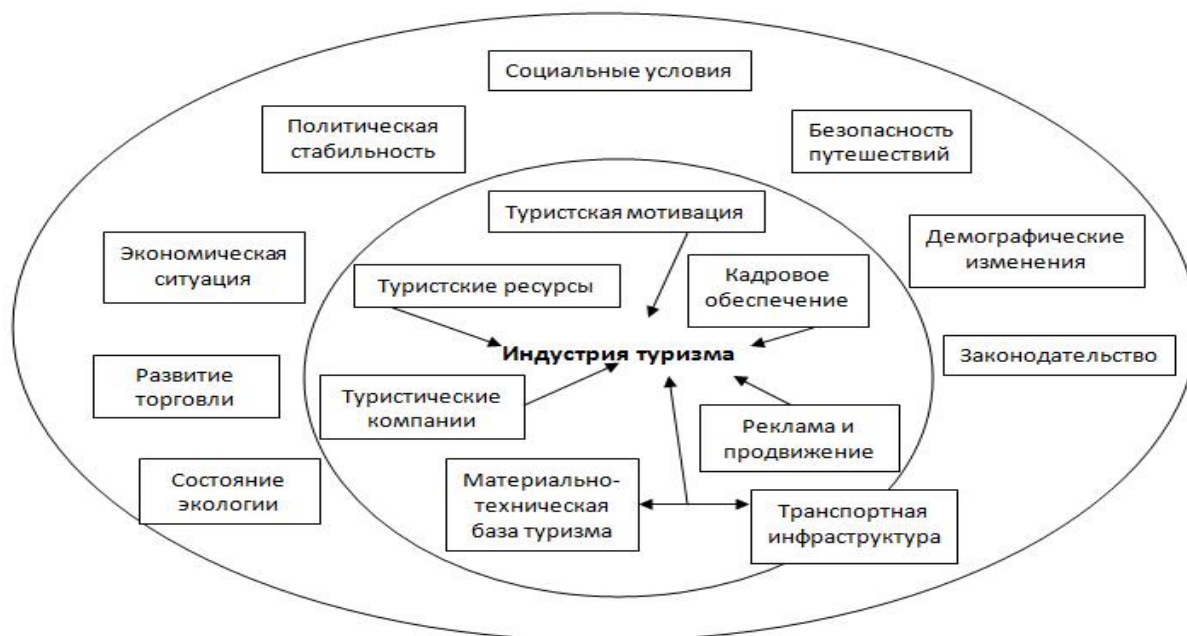 Социальные условия
Политическая
стабильность
Безопасность
путешествий
Туристская мотивация
Экономическая
ситуация
Демографические
изменения
Туристские ресурсы
Кадровое
обеспечение
Индустрия туризма
Законодательство
Развитие
торговли
Туристические
компании
Реклама и
продвижение
Состояние
экологии
Материально-
техническая
база туризма
Транспортная
инфраструктура